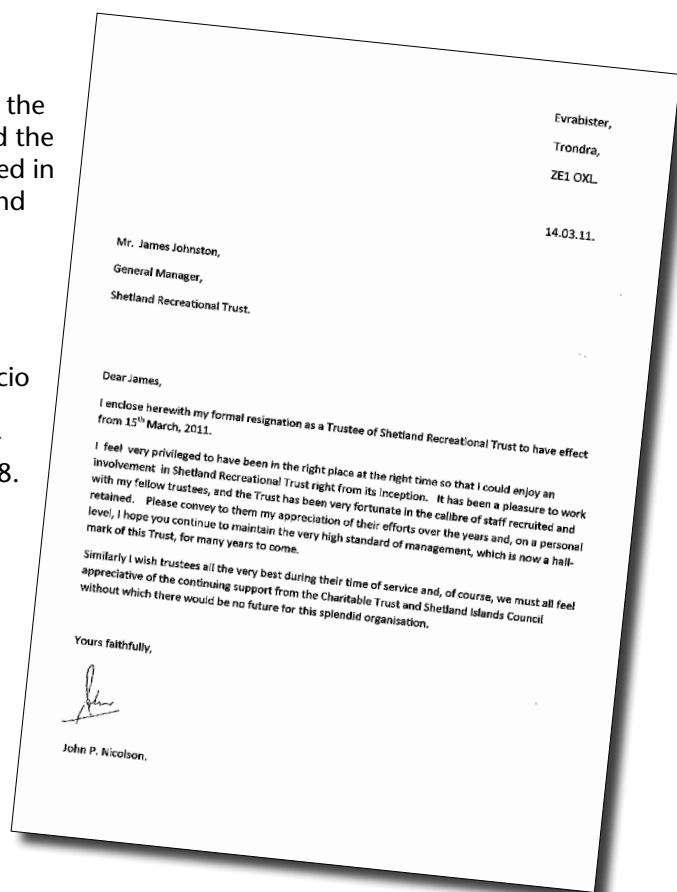 the
d the
ed in
nd
cio
8.
Evrabister,
Trondra,
ZE1 OXL.
14.03.11.
Mr. James Johnston,
General Manager,
Shetland Recreational Trust.
Dear James,
I enclose herewith my formal resignation as a Trustee of Shetland Recreational Trust to have effect
from 15th March, 2011.
I feel very privileged to have been in the right place at the right time so that I could enjoy an
involvement in Shetland Recreational Trust right from its inception. It has been a pleasure to work
with my fellow trustees, and the Trust has been very fortunate in the calibre of staff recruited and
retained. Please convey to them my appreciation of their efforts over the years and, on a personal
level, I hope you continue to maintain the very high standard of management, which is now a hall-
mark of this Trust, for many years to come.
Similarly I wish trustees all the very best during their time of service and, of course, we must all feel
appreciative of the continuing support from the Charitable Trust and Shetland Islands Council
without which there would be no future for this splendid organisation.
Yours faithfully,
John
John P. Nicolson.